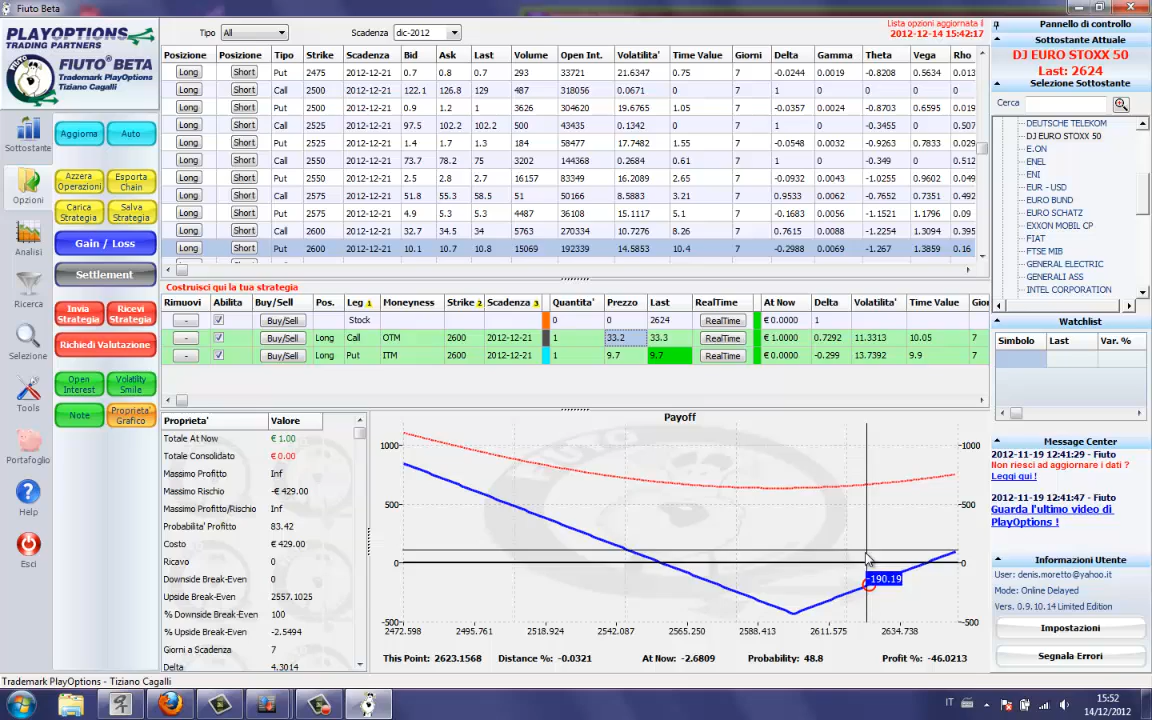 Fiuto Beta
PLAYOPTIONS
TRADING PARTNERS
FIUTO® BETA
Trademark PlayOptions
Tiziano Cagalli
Tipo All Scadenza dic-2012
Lista opzioni aggiornata il
2012-12-14 15:42:17
Sottostante
Opzioni
Analisi
Ricerca
Selezione
Tools
Portafoglio
Help
Esci
Aggiorna Auto
Azzera Operazioni Esporta Chain
Carica Strategia Salva Strategia
Gain / Loss
Settlement
Invia Strategia Ricevi Strategia
Richiedi Valutazione
Open Interest Volatility Smile
Note Proprieta' Grafico
Posizione Posizione Tipo Strike Scadenza Bid Ask Last Volume Open Int. Volatilita' Time Value Giorni Delta Gamma Theta Vega Rho
Long Short Put 2475 2012-12-21 0.7 0.8 0.7 293 33721 21.6347 0.75 7 -0.0244 0.0019 -0.8208 0.5634 0.013
Long Short Call 2500 2012-12-21 122.1 126.8 129 487 318056 0.0671 0 7 1 0 0 0 0
Long Short Put 2500 2012-12-21 0.9 1.2 1 3626 304620 19.6765 1.05 7 -0.0357 0.0024 -0.8703 0.6595 0.019
Long Short Call 2525 2012-12-21 97.5 102.2 102.2 500 43435 0.1342 0 7 1 0 -0.3455 0 0.507
Long Short Put 2525 2012-12-21 1.4 1.7 1.3 184 58477 17.7482 1.55 7 -0.0548 0.0032 -0.9263 0.7833 0.029
Long Short Call 2550 2012-12-21 73.7 78.2 75 3202 144368 0.2684 0.61 7 1 0 -0.349 0 0.512
Long Short Put 2550 2012-12-21 2.5 2.8 2.7 16157 83349 16.2089 2.65 7 -0.0932 0.0043 -1.0255 0.9602 0.049
Long Short Call 2575 2012-12-21 51.8 55.3 58.5 51 50166 8.5883 3.21 7 0.9533 0.0062 -0.7652 0.7351 0.492
Long Short Put 2575 2012-12-21 4.9 5.3 5.3 4487 36108 15.1117 5.1 7 -0.1683 0.0056 -1.1521 1.1796 0.09
Long Short Call 2600 2012-12-21 32.7 34.5 34 5763 270334 10.7276 8.26 7 0.7615 0.0088 -1.2254 1.3094 0.395
Long Short Put 2600 2012-12-21 10.1 10.7 10.8 15069 192339 14.5853 10.4 7 -0.2988 0.0069 -1.267 1.3859 0.16
Costruisci qui la tua strategia
Rimuovi Abilita Buy/Sell Pos. Leg 1 Moneyness Strike 2 Scadenza 3 Quantita' Prezzo Last RealTime At Now Delta Volatilita' Time Value Gior
- Buy/Sell Stock 0 0 2624 RealTime € 0.0000 1
- Buy/Sell Long Call OTM 2600 2012-12-21 1 33.2 33.3 RealTime € 1.0000 0.7292 11.3313 10.05 7
- Buy/Sell Long Put ITM 2600 2012-12-21 1 9.7 9.7 RealTime € 0.0000 -0.299 13.7392 9.9 7
Proprieta' Valore
Totale At Now € 1.00
Totale Consolidato € 0.00
Massimo Profitto Inf
Massimo Rischio -€ 429.00
Massimo Profitto/Rischio Inf
Probabilita' Profitto 83.42
Costo € 429.00
Ricavo 0
Downside Break-Even 0
Upside Break-Even 2557.1025
% Downside Break-Even 100
% Upside Break-Even -2.5494
Giorni a Scadenza 7
Delta 4.3014
Payoff
1000 1000
500 500
0 0
-190.19
-500 -500
2472.598 2495.761 2518.924 2542.087 2565.250 2588.413 2611.575 2634.738
This Point: 2623.1568 Distance %: -0.0321 At Now: -2.6809 Probability: 48.8 Profit %: -46.0213
Pannello di controllo
Sottostante Attuale
DJ EURO STOXX 50
Last: 2624
Selezione Sottostante
Cerca
DEUTSCHE TELEKOM
DJ EURO STOXX 50
E.ON
ENEL
ENI
EUR - USD
EURO BUND
EURO SCHATZ
EXXON MOBIL CP
FIAT
FTSE MIB
GENERAL ELECTRIC
GENERALI ASS
INTEL CORPORATION
Watchlist
Simbolo Last Var. %
Message Center
2012-11-19 12:41:29 - Fiuto
Non riesci ad aggiornare i dati ?
Leggi qui !
2012-11-19 12:41:47 - Fiuto
Guarda l'ultimo video di
PlayOptions !
Informazioni Utente
User: denis.moretto@yahoo.it
Mode: Online Delayed
Vers. 0.9.10.14 Limited Edition
Impostazioni
Segnala Errori
Trademark PlayOptions - Tiziano Cagalli
IT
15:52
14/12/2012